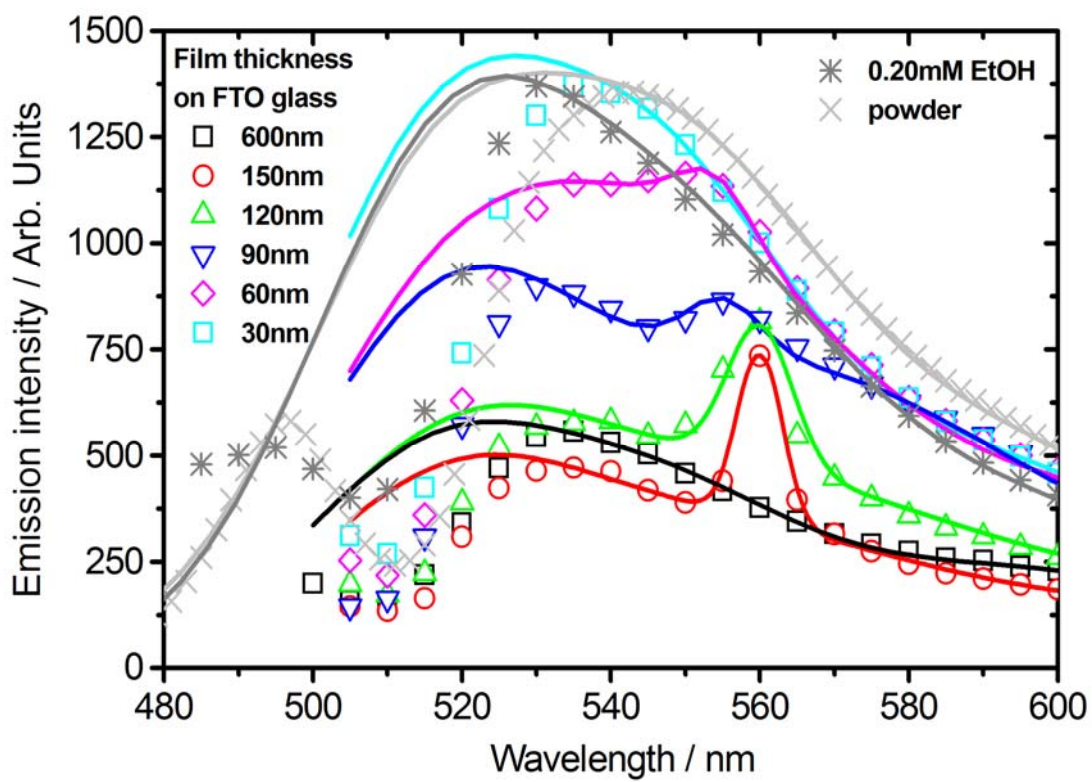 1500
1250
1000
750
500
250
0
Emission intensity / Arb. Units
Film thickness
on FTO glass
600nm
150nm
120nm
90nm
60nm
30nm
0.20mM EtOH
powder
480 500 520 540 560 580 600
Wavelength / nm